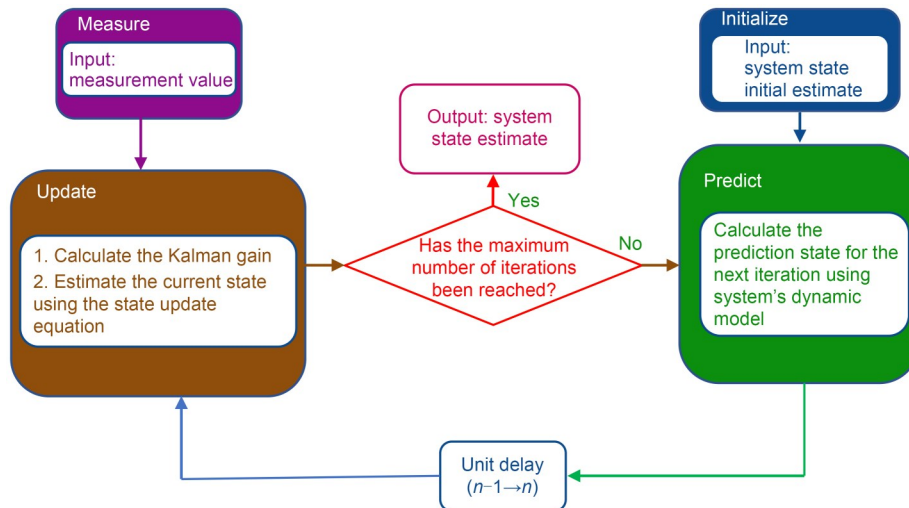 Measure
Input:
measurement value
Initialize
Input:
system state
initial estimate
Output: system
state estimate
Update
1. Calculate the Kalman gain
2. Estimate the current state
using the state update
equation
Yes
Has the maximum
number of iterations
been reached?
No
Predict
Calculate the
prediction state for the
next iteration using
system's dynamic
model
Unit delay
(n−1→n)